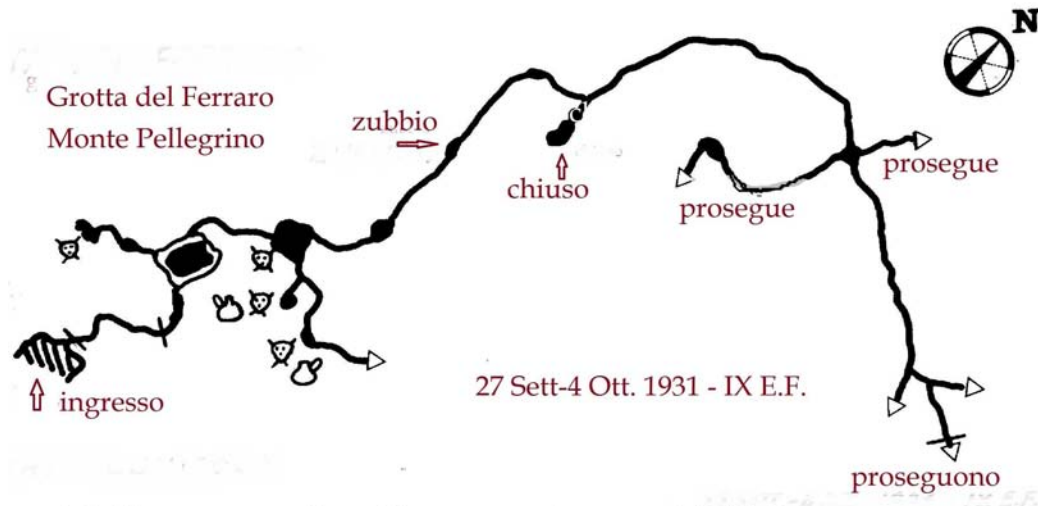 N
Grotta del Ferraro
Monte Pellegrino
zubbio
chiuso
prosegue
prosegue
ingresso
27 Sett-4 Ott. 1931 - IX E.F.
proseguono